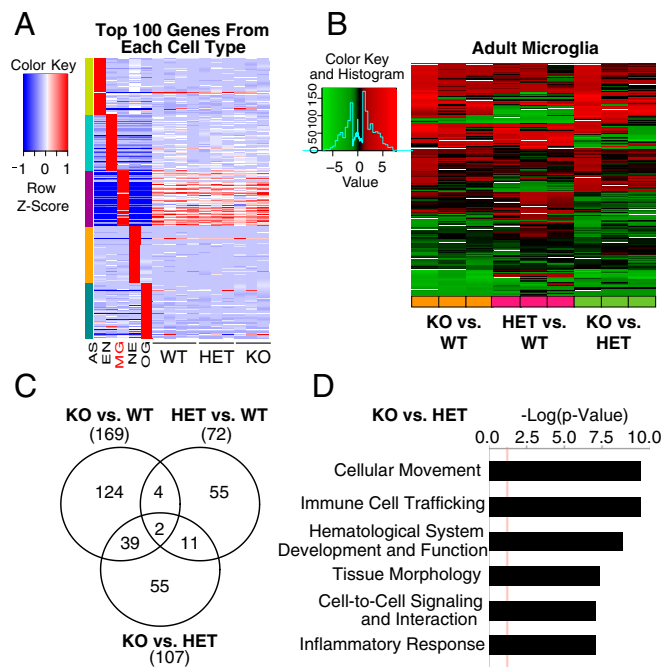 A
Top 100 Genes From
Each Cell Type
Color Key
-1 0 1
Row
Z-Score
AS
EN
MG
NE
OG
WT HET KO
B
Adult Microglia
Color Key
and Histogram
0 50 100 150
-5 0 5
Value
KO vs.
WT
HET vs.
WT
KO vs.
HET
C
KO vs. WT
(169)
HET vs. WT
(72)
124 4 55
2
39 11
55
KO vs. HET
(107)
D
KO vs. HET
-Log(p-Value)
0.0 2.5 5.0 7.5 10.0
Cellular Movement
Immune Cell Trafficking
Hematological System
Development and Function
Tissue Morphology
Cell-to-Cell Signaling
and Interaction
Inflammatory Response